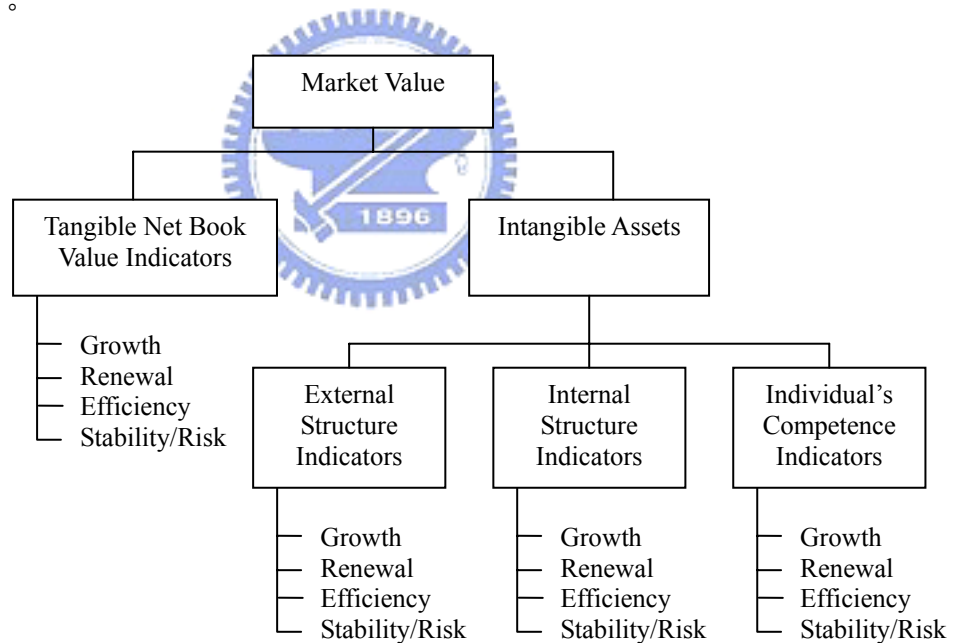 。
Market Value
1896
Tangible Net Book
Value Indicators
Intangible Assets
Growth
Renewal
Efficiency
Stability/Risk
External
Structure
Indicators
Internal
Structure
Indicators
Individual’s
Competence
Indicators
Growth
Renewal
Efficiency
Stability/Risk
Growth
Renewal
Efficiency
Stability/Risk
Growth
Renewal
Efficiency
Stability/Risk